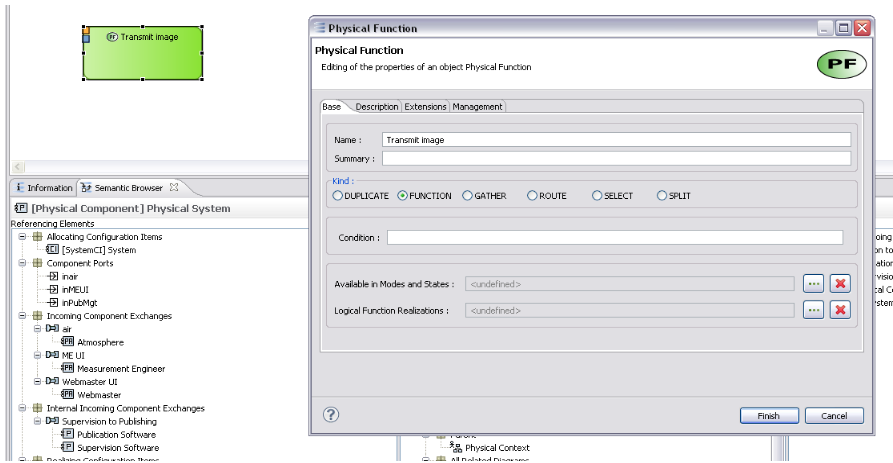 PF Transmit image
Physical Function
Physical Function
Editing of the properties of an object Physical Function
PF
Base Description Extensions Management
Name : Transmit image
Summary :
Kind :
DUPLICATE FUNCTION GATHER ROUTE SELECT SPLIT
Condition :
Available in Modes and States : <undefined>
Logical Function Realizations : <undefined>
Finish Cancel
Information Semantic Browser
[Physical Component] Physical System
Referencing Elements
Allocating Configuration Items
[SystemCI] System
Component Ports
inair
inMEUI
inPubMgt
Incoming Component Exchanges
air
Atmosphere
ME UI
Measurement Engineer
Webmaster UI
Webmaster
Internal Incoming Component Exchanges
Supervision to Publishing
Publication Software
Supervision Software
Realizing Configuration Items
Parent
Physical Context
All Related Diagrams